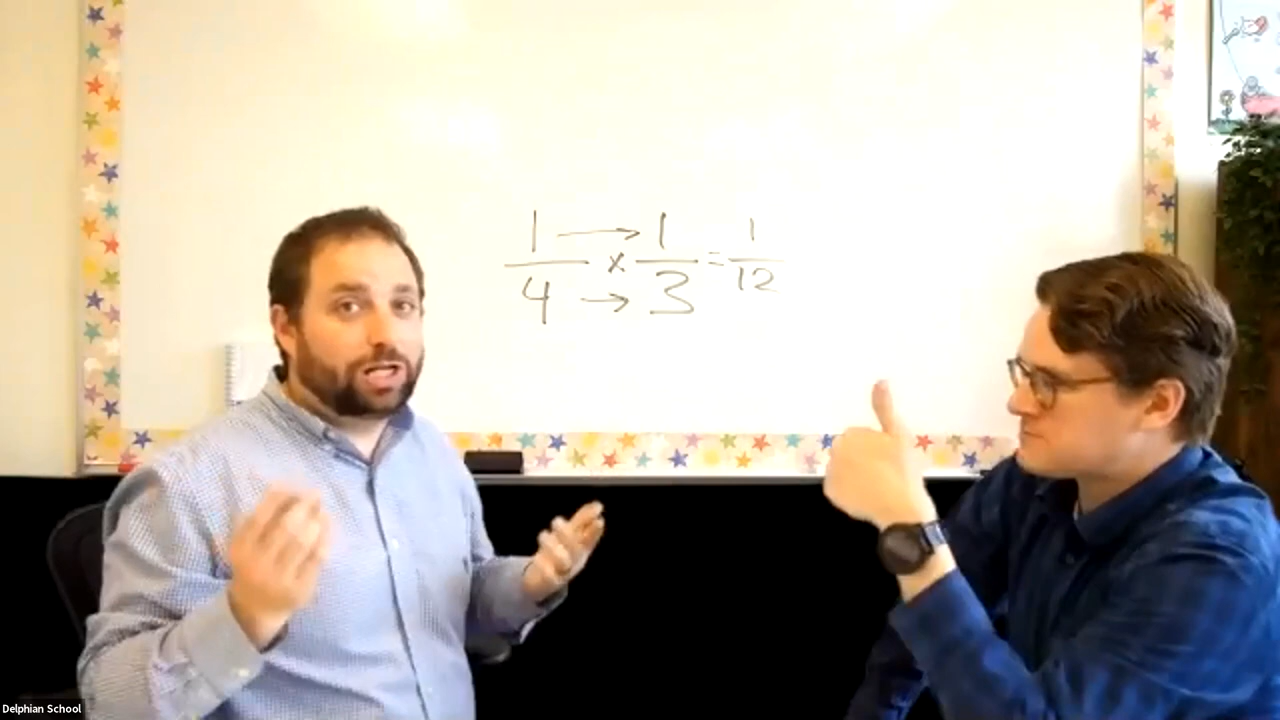 1 → 1 1
— × — = —
4 → 3 12
Delphian School